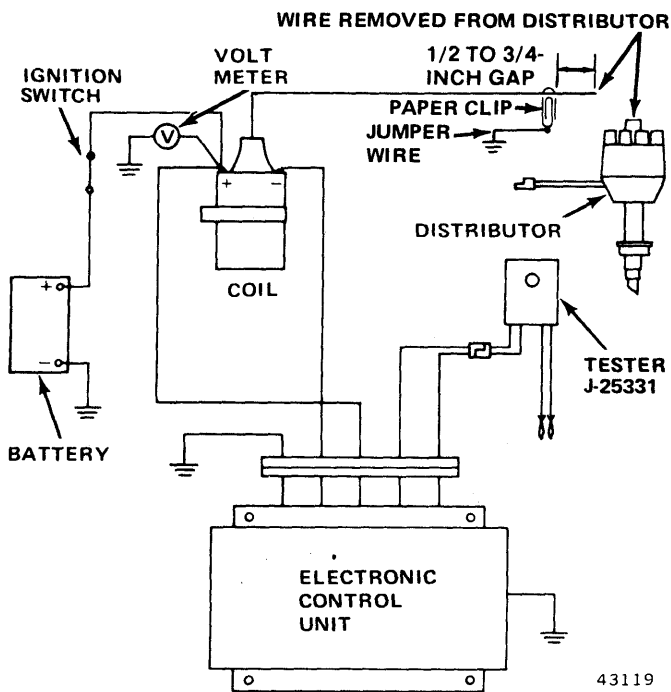 WIRE REMOVED FROM DISTRIBUTOR
1/2 TO 3/4-
INCH GAP
VOLT
METER
IGNITION
SWITCH
PAPER CLIP
JUMPER
WIRE
V
+ −
DISTRIBUTOR
COIL
+
−
TESTER
J-25331
BATTERY
ELECTRONIC
CONTROL
UNIT
43119